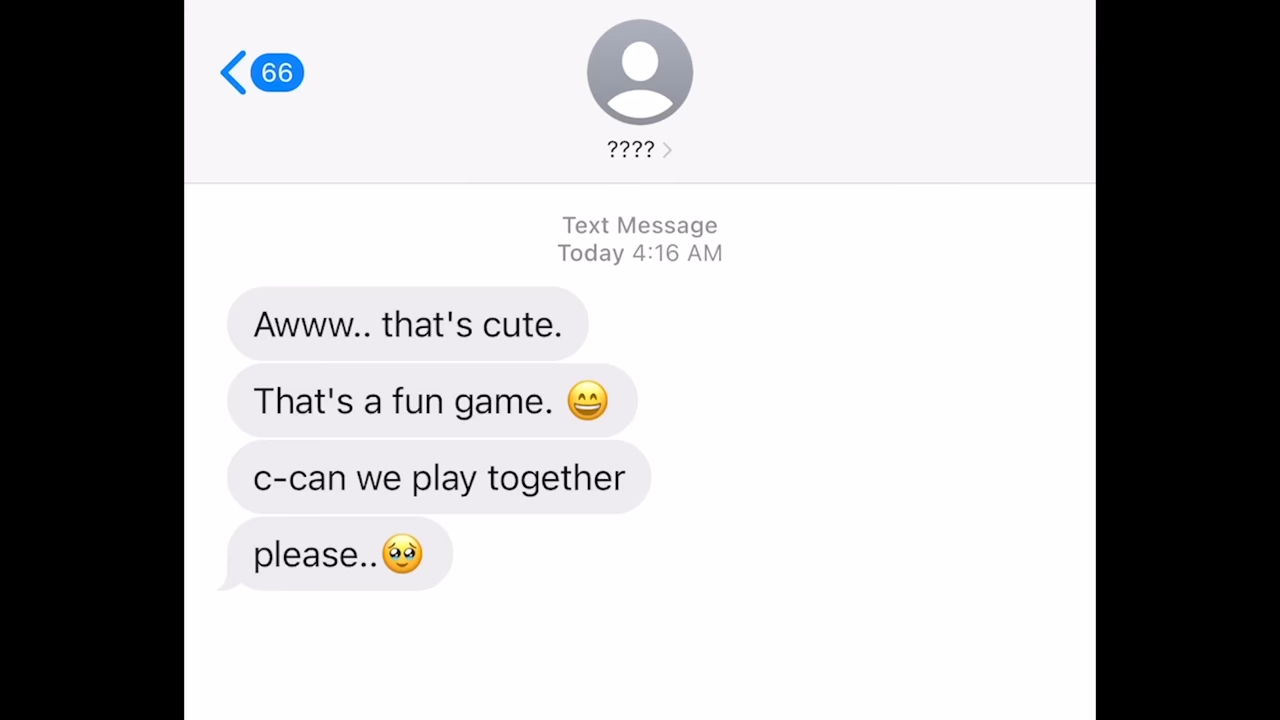 66
????
Text Message
Today 4:16 AM
Awww.. that's cute.
That's a fun game. 😄
c-can we play together
please..🥹